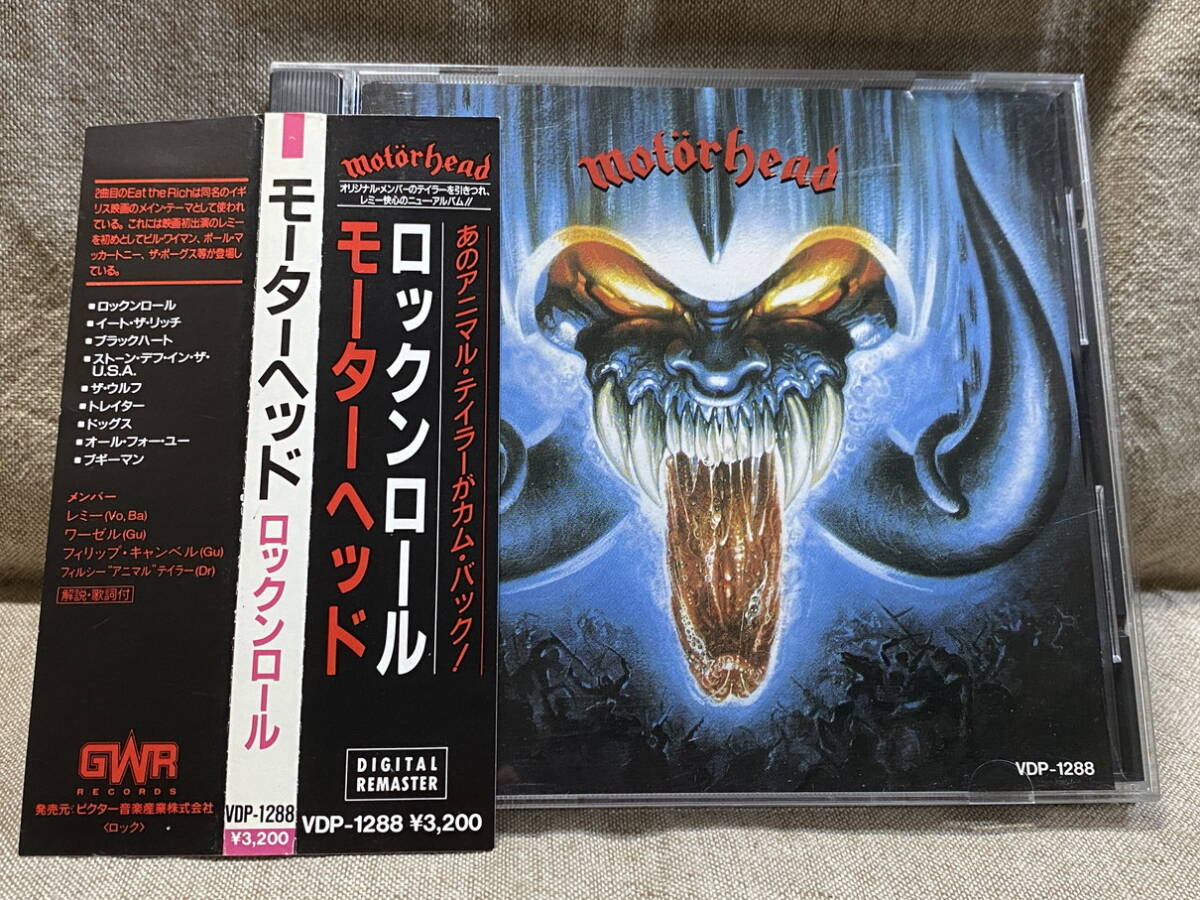 2曲目のEat the Richは同名のイギ
リス映画のメイン・テーマとして使われ
ている。これには映画初出演のレミー
を初めとしてビル・ワイマン、ポール・マ
ッカートニー、ザ・ポーグス等が登場し
ている。
■ロックンロール
■イート・ザ・リッチ
■ブラックハート
■ストーン・デフ・イン・ザ・
U.S.A.
■ザ・ウルフ
■トレイター
■ドッグス
■オール・フォー・ユー
■ブギーマン
メンバー
レミー(Vo, Ba)
ワーゼル(Gu)
フィリップ・キャンベル(Gu)
フィルシー"アニマル"テイラー(Dr)
解説・歌詞付
GWR
RECORDS
発売元:ビクター音楽産業株式会社
〈ロック〉
ヘ
モーターヘッド ロックンロール
VDP-1288
¥3,200
motörhead
オリジナル・メンバーのテイラーを引きつれ、
レミー快心のニュー・アルバム!!
あのアニマル・テイラーがカム・バック!
ロックンロール
モーターヘッド
DIGITAL
REMASTER
VDP-1288 ¥3,200
motörhead
VDP-1288